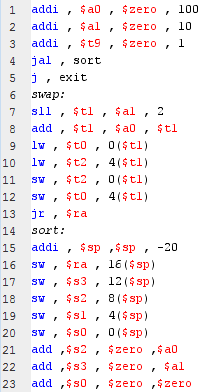 1 addi , $a0 , $zero , 100
2 addi , $a1 , $zero , 10
3 addi , $t9 , $zero , 1
4 jal , sort
5 j , exit
6 swap:
7 sll , $t1 , $a1 , 2
8 add , $t1 , $a0 , $t1
9 lw , $t0 , 0($t1)
10 lw , $t2 , 4($t1)
11 sw , $t2 , 0($t1)
12 sw , $t0 , 4($t1)
13 jr , $ra
14 sort:
15 addi , $sp ,$sp , -20
16 sw , $ra , 16($sp)
17 sw , $s3 , 12($sp)
18 sw , $s2 , 8($sp)
19 sw , $s1 , 4($sp)
20 sw , $s0 , 0($sp)
21 add ,$s2 , $zero ,$a0
22 add ,$s3 , $zero , $a1
23 add ,$s0 , $zero ,$zero